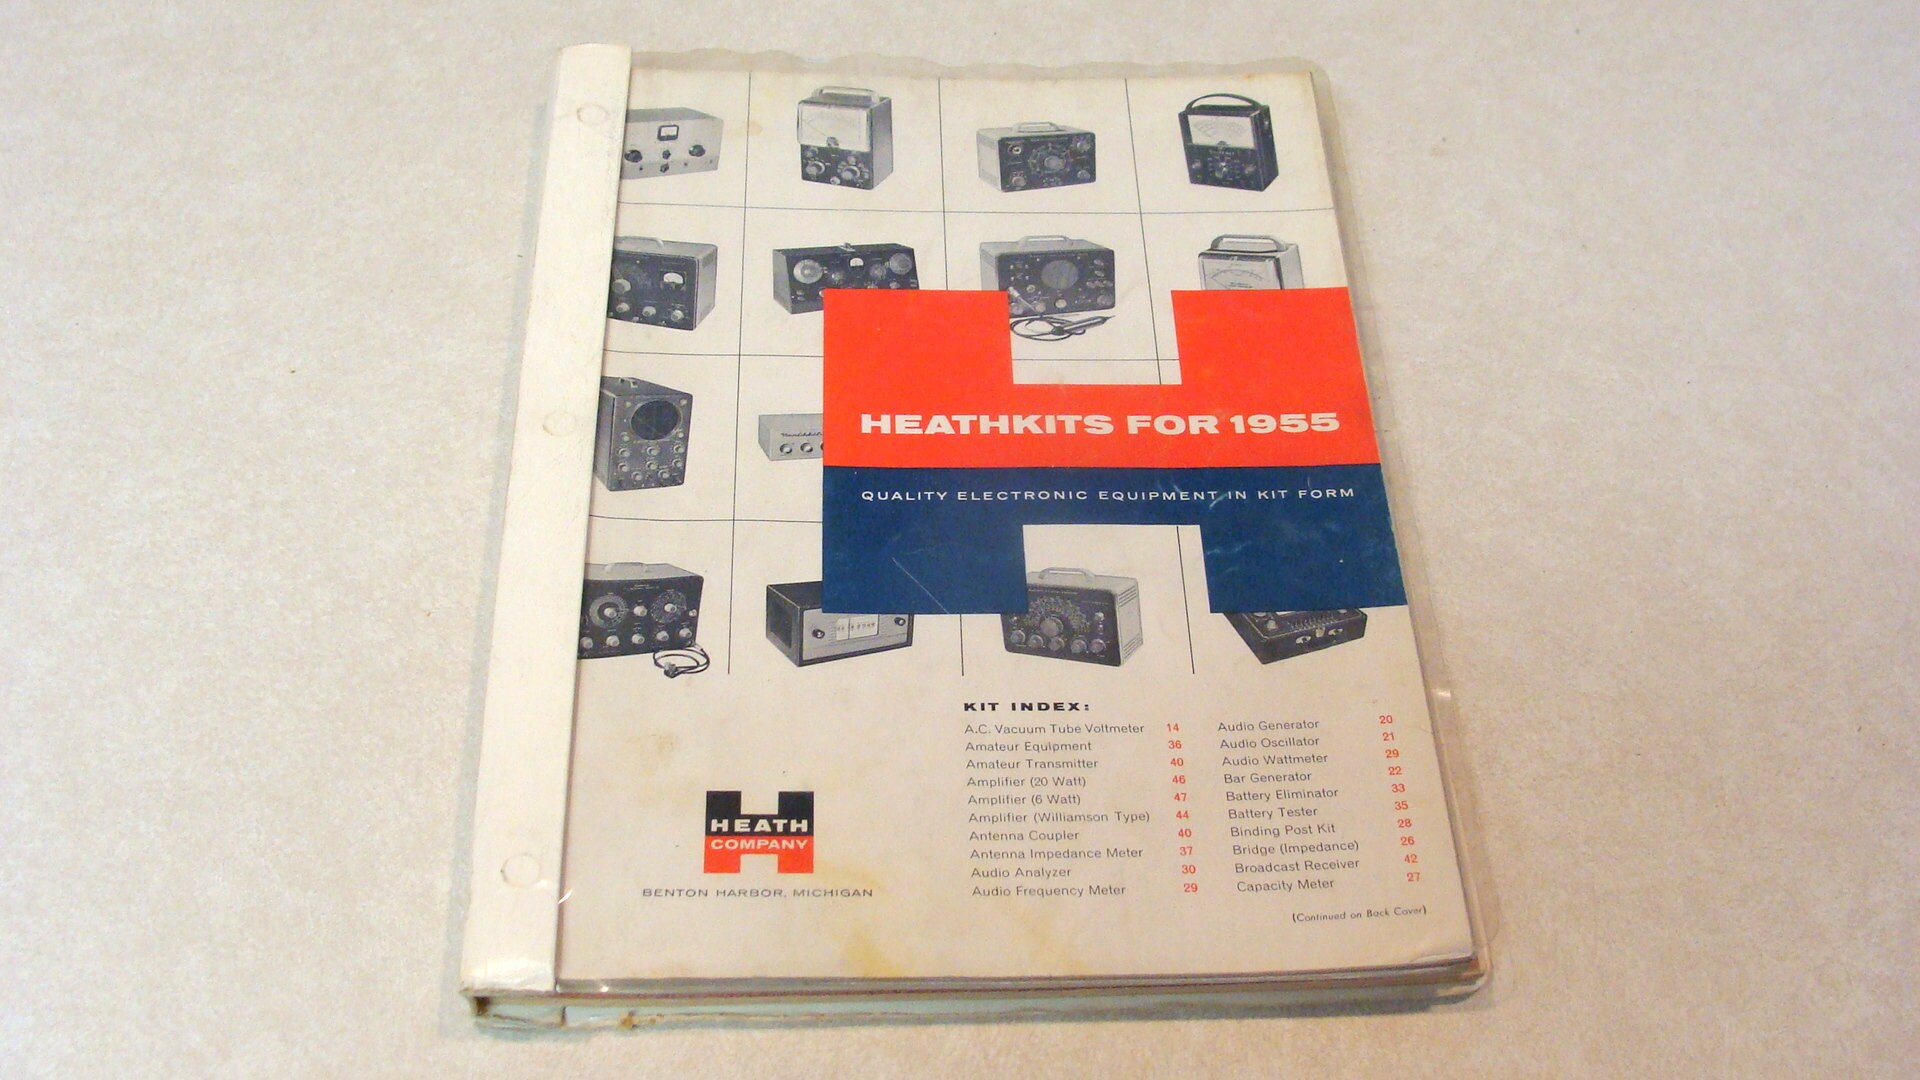 HEATHKITS FOR 1955
QUALITY ELECTRONIC EQUIPMENT IN KIT FORM
KIT INDEX:
A.C. Vacuum Tube Voltmeter 14
Amateur Equipment 36
Amateur Transmitter 40
Amplifier (20 Watt) 46
Amplifier (6 Watt) 47
Amplifier (Williamson Type) 44
Antenna Coupler 40
Antenna Impedance Meter 37
Audio Analyzer 30
Audio Frequency Meter 29
Audio Generator 20
Audio Oscillator 21
Audio Wattmeter 29
Bar Generator 22
Battery Eliminator 33
Battery Tester 35
Binding Post Kit 28
Bridge (Impedance) 26
Broadcast Receiver 42
Capacity Meter 27
(Continued on Back Cover)
HEATH
COMPANY
BENTON HARBOR, MICHIGAN